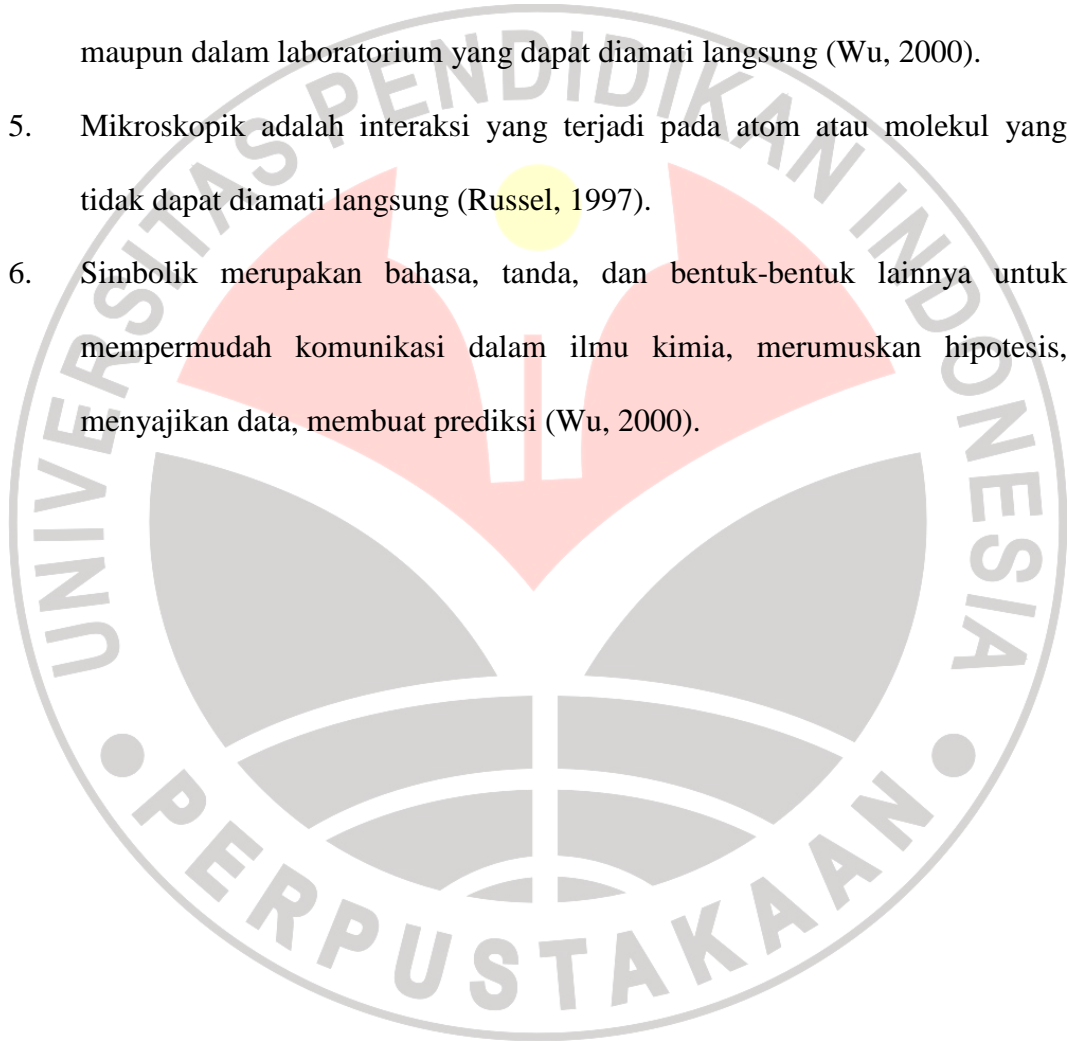 maupun dalam laboratorium yang dapat diamati langsung (Wu, 2000).
5. Mikroskopik adalah interaksi yang terjadi pada atom atau molekul yang
tidak dapat diamati langsung (Russel, 1997).
6. Simbolik merupakan bahasa, tanda, dan bentuk-bentuk lainnya untuk
mempermudah komunikasi dalam ilmu kimia, merumuskan hipotesis,
menyajikan data, membuat prediksi (Wu, 2000).
UNIVERSITAS PENDIDIKAN INDONESIA
PERPUSTAKAAN